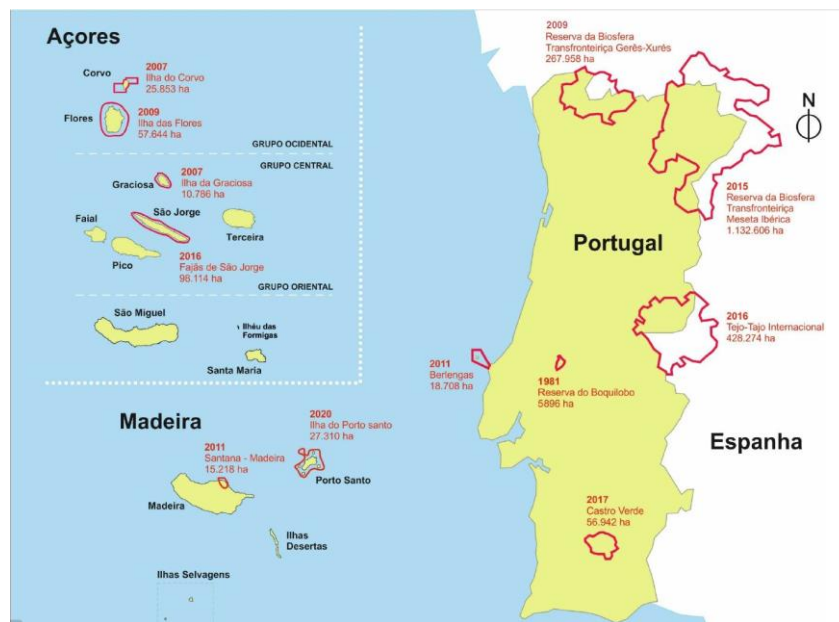 Açores
Corvo
2007
Ilha do Corvo
25.853 ha
Flores
2009
Ilha das Flores
57.644 ha
GRUPO OCIDENTAL
GRUPO CENTRAL
2007
Ilha da Graciosa
10.786 ha
Graciosa
São Jorge
Faial
Terceira
Pico
2016
Fajãs de São Jorge
98.114 ha
GRUPO ORIENTAL
São Miguel
Ilhéu das
Formigas
Santa Maria
Madeira
2011
Santana - Madeira
15.218 ha
Madeira
2020
Ilha do Porto santo
27.310 ha
Porto Santo
Ilhas
Desertas
Ilhas Selvagens
2009
Reserva da Biosfera
Transfronteiriça Gerês-Xurés
267.958 ha
N
2015
Reserva da Biosfera
Transfronteiriça
Meseta Ibérica
1.132.606 ha
Portugal
2016
Tejo-Tajo Internacional
428.274 ha
2011
Berlengas
18.708 ha
1981
Reserva do Boquilobo
5896 ha
Espanha
2017
Castro Verde
56.942 ha